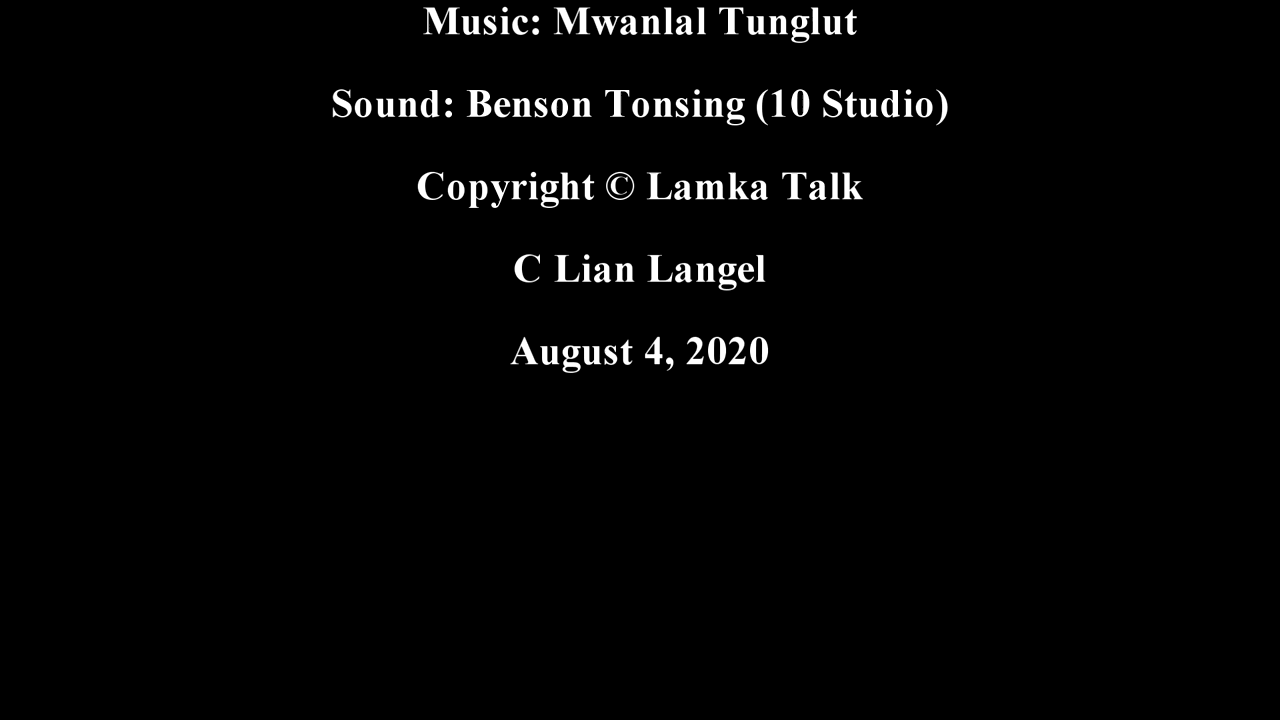 Music: Mwanlal Tunglut
Sound: Benson Tonsing (10 Studio)
Copyright © Lamka Talk
C Lian Langel
August 4, 2020